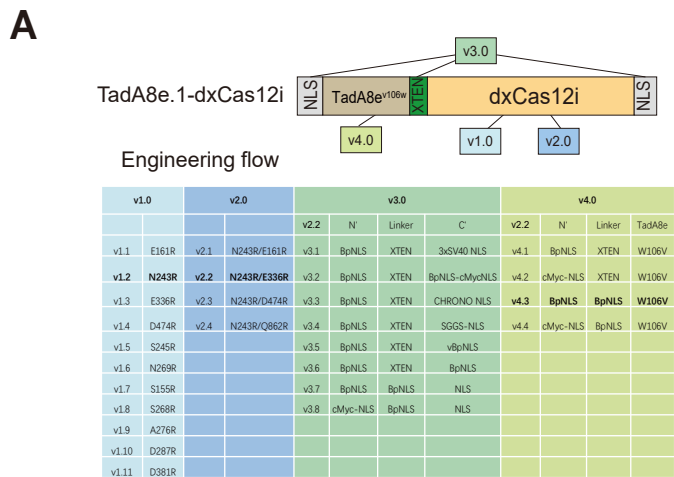 A
v3.0
NLS TadA8e^v106w XTEN dxCas12i NLS
TadA8e.1-dxCas12i
v4.0 v1.0 v2.0
Engineering flow
v1.0 v2.0 v3.0 v4.0
v2.2 N' Linker C' v2.2 N' Linker TadA8e
v1.1 E161R v2.1 N243R/E161R v3.1 BpNLS XTEN 3xSV40 NLS v4.1 BpNLS XTEN W106V
v1.2 N243R v2.2 N243R/E336R v3.2 BpNLS XTEN BpNLS-cMycNLS v4.2 cMyc-NLS XTEN W106V
v1.3 E336R v2.3 N243R/D474R v3.3 BpNLS XTEN CHRONO NLS v4.3 BpNLS BpNLS W106V
v1.4 D474R v2.4 N243R/Q862R v3.4 BpNLS XTEN SGGS-NLS v4.4 cMyc-NLS BpNLS W106V
v1.5 S245R v3.5 BpNLS XTEN vBpNLS
v1.6 N269R v3.6 BpNLS XTEN BpNLS
v1.7 S155R v3.7 BpNLS BpNLS NLS
v1.8 S268R v3.8 cMyc-NLS BpNLS NLS
v1.9 A276R
v1.10 D287R
v1.11 D381R